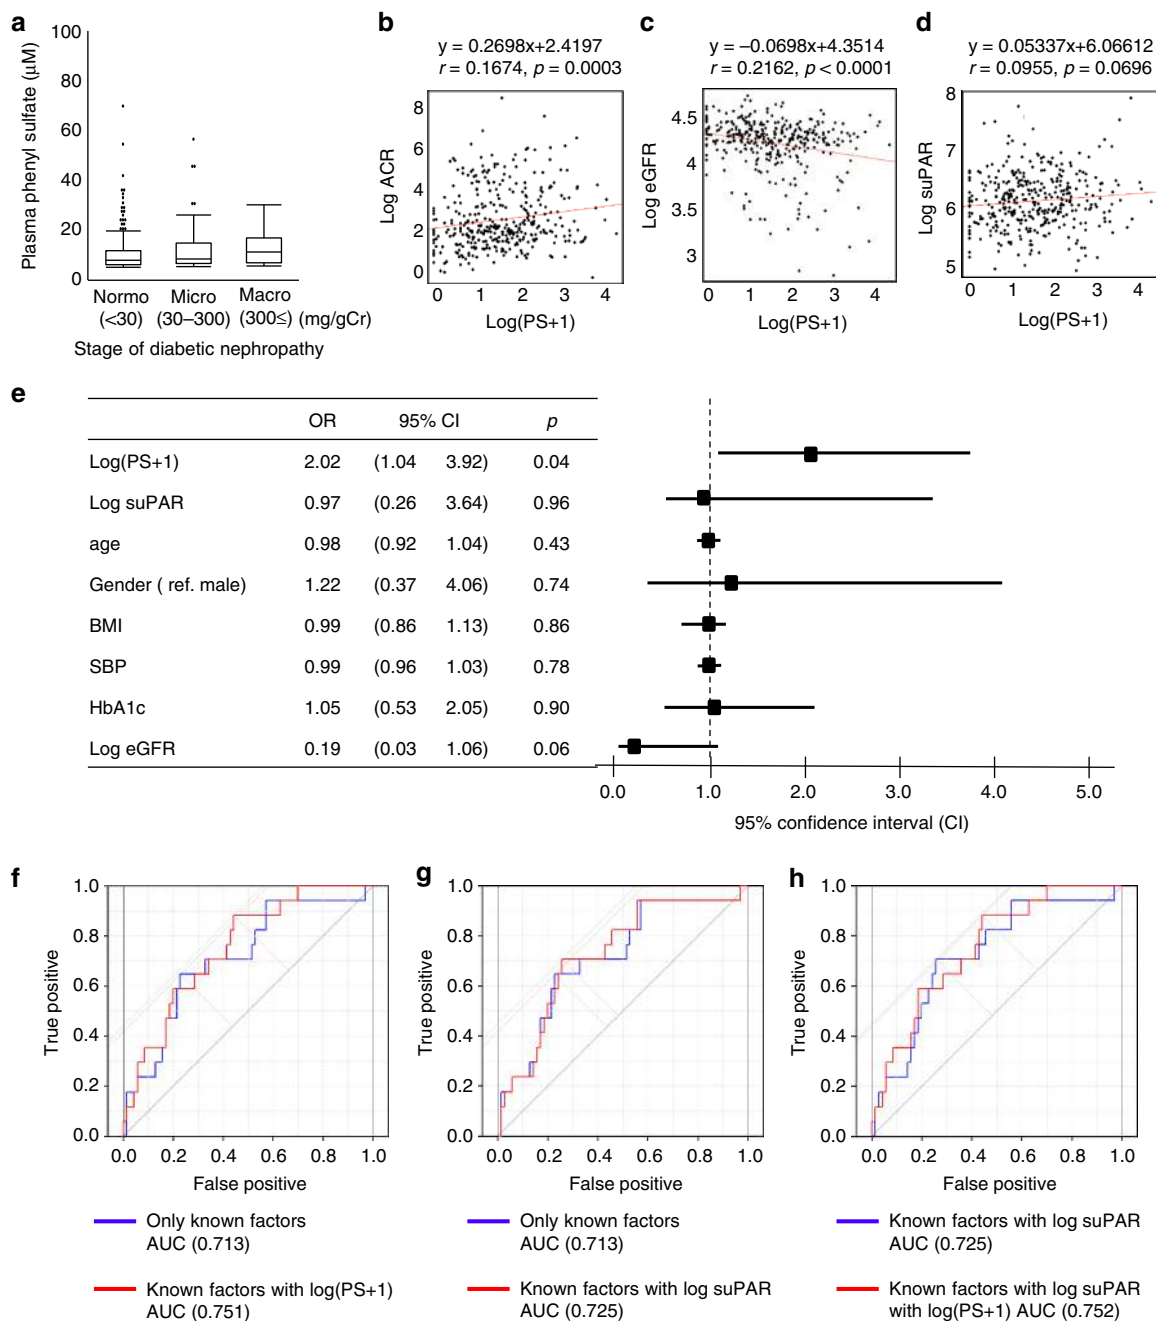 a
100
80
60
40
20
0
Plasma phenyl sulfate (μM)
Normo Micro Macro
(<30) (30–300) (300≤) (mg/gCr)
Stage of diabetic nephropathy
b
y = 0.2698x+2.4197
r = 0.1674, p = 0.0003
8
6
4
2
0
Log ACR
0 1 2 3 4
Log(PS+1)
c
y = –0.0698x+4.3514
r = 0.2162, p < 0.0001
4.5
4
3.5
3
Log eGFR
0 1 2 3 4
Log(PS+1)
d
y = 0.05337x+6.06612
r = 0.0955, p = 0.0696
8
7
6
5
Log suPAR
0 1 2 3 4
Log(PS+1)
e
OR 95% CI p
Log(PS+1) 2.02 (1.04 3.92) 0.04
Log suPAR 0.97 (0.26 3.64) 0.96
age 0.98 (0.92 1.04) 0.43
Gender ( ref. male) 1.22 (0.37 4.06) 0.74
BMI 0.99 (0.86 1.13) 0.86
SBP 0.99 (0.96 1.03) 0.78
HbA1c 1.05 (0.53 2.05) 0.90
Log eGFR 0.19 (0.03 1.06) 0.06
0.0 1.0 2.0 3.0 4.0 5.0
95% confidence interval (CI)
f
1.0
0.8
0.6
0.4
0.2
0.0
True positive
0.0 0.2 0.4 0.6 0.8 1.0
False positive
Only known factors
AUC (0.713)
Known factors with log(PS+1)
AUC (0.751)
g
1.0
0.8
0.6
0.4
0.2
0.0
True positive
0.0 0.2 0.4 0.6 0.8 1.0
False positive
Only known factors
AUC (0.713)
Known factors with log suPAR
AUC (0.725)
h
1.0
0.8
0.6
0.4
0.2
0.0
True positive
0.0 0.2 0.4 0.6 0.8 1.0
False positive
Known factors with log suPAR
AUC (0.725)
Known factors with log suPAR
with log(PS+1) AUC (0.752)